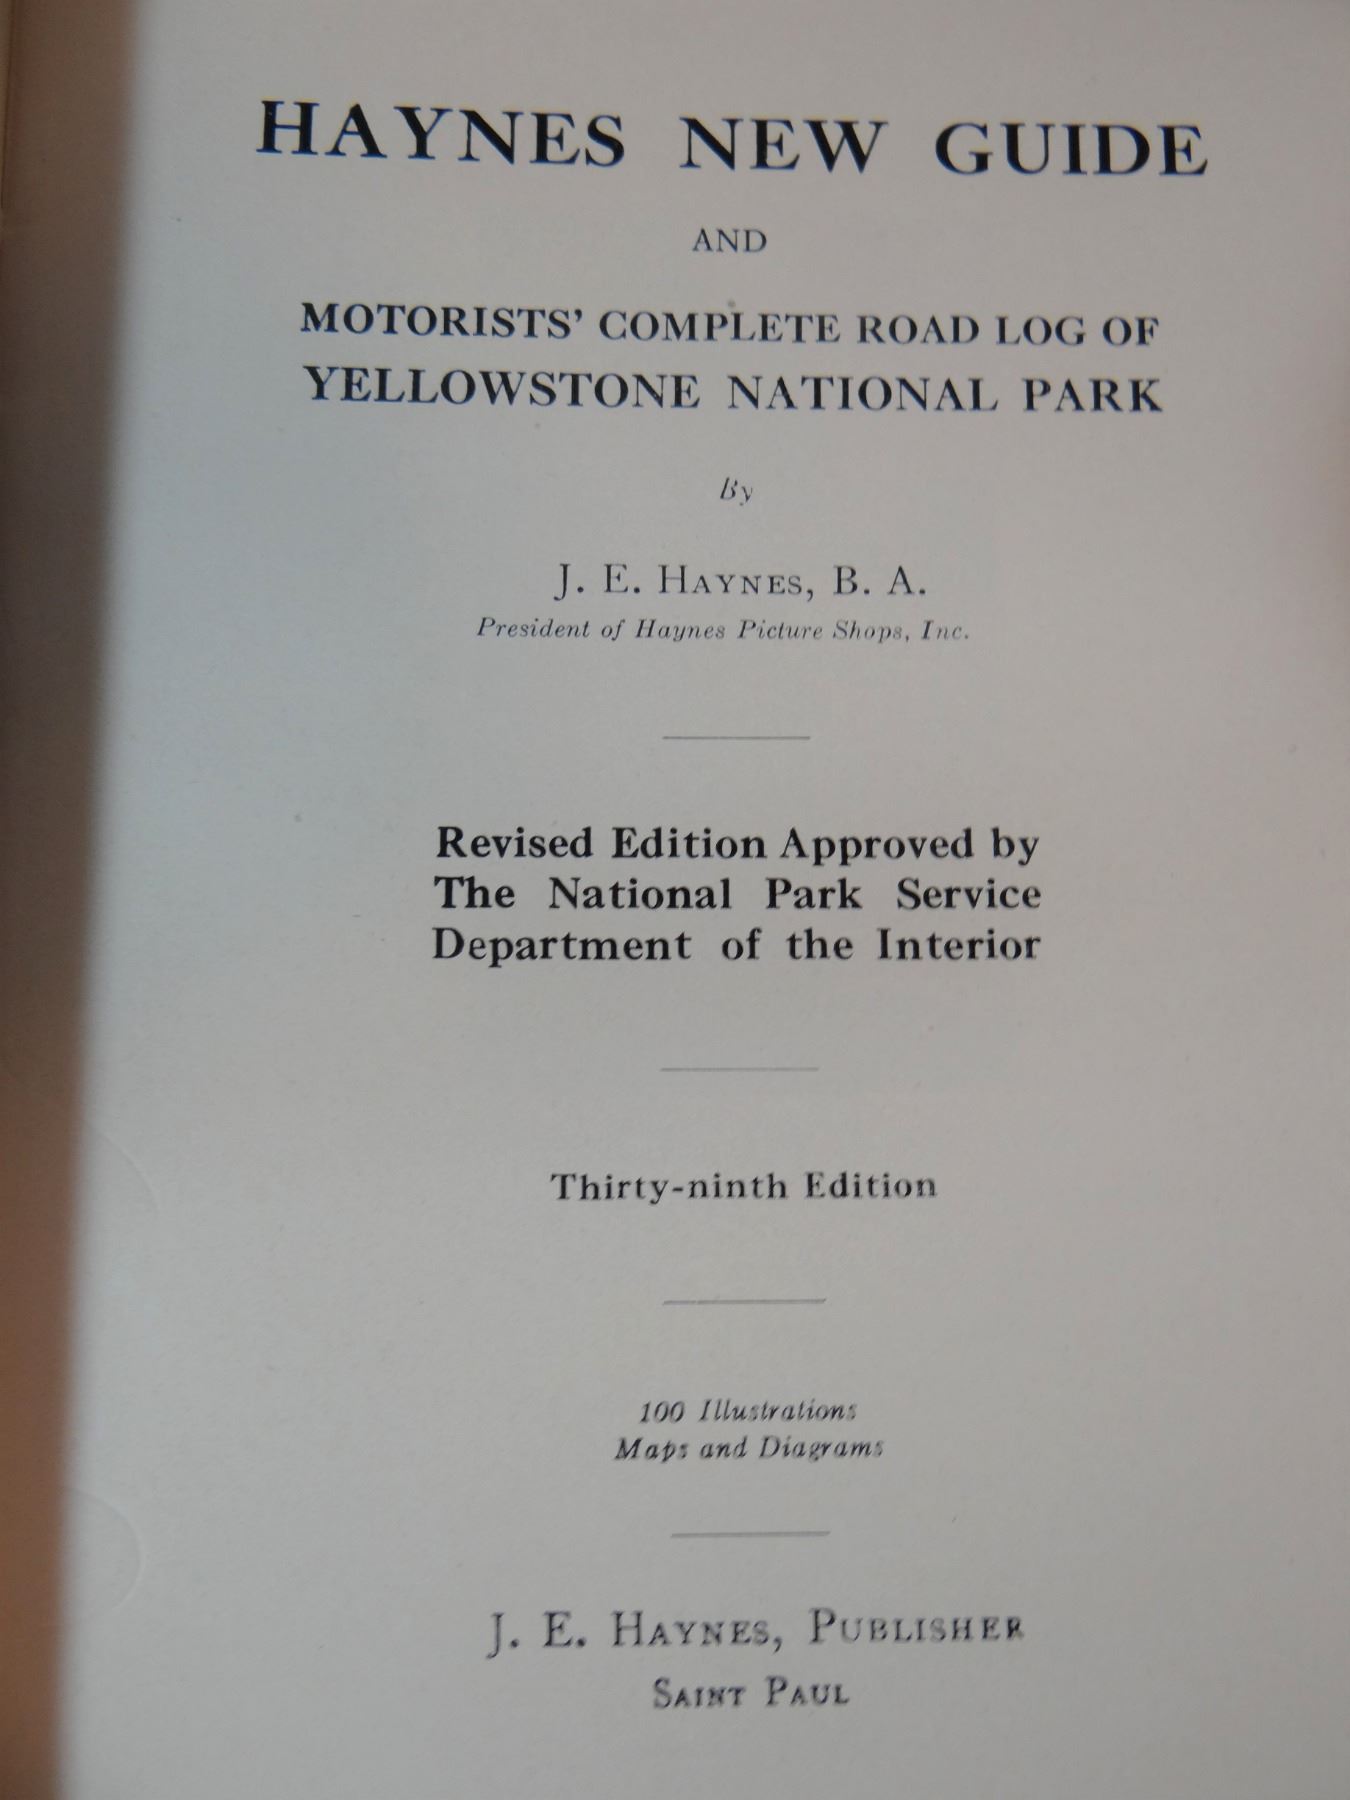 HAYNES NEW GUIDE
AND
MOTORISTS' COMPLETE ROAD LOG OF
YELLOWSTONE NATIONAL PARK
By
J. E. HAYNES, B. A.
President of Haynes Picture Shops, Inc.
Revised Edition Approved by
The National Park Service
Department of the Interior
Thirty-ninth Edition
100 Illustrations
Maps and Diagrams
J. E. HAYNES, PUBLISHER
SAINT PAUL